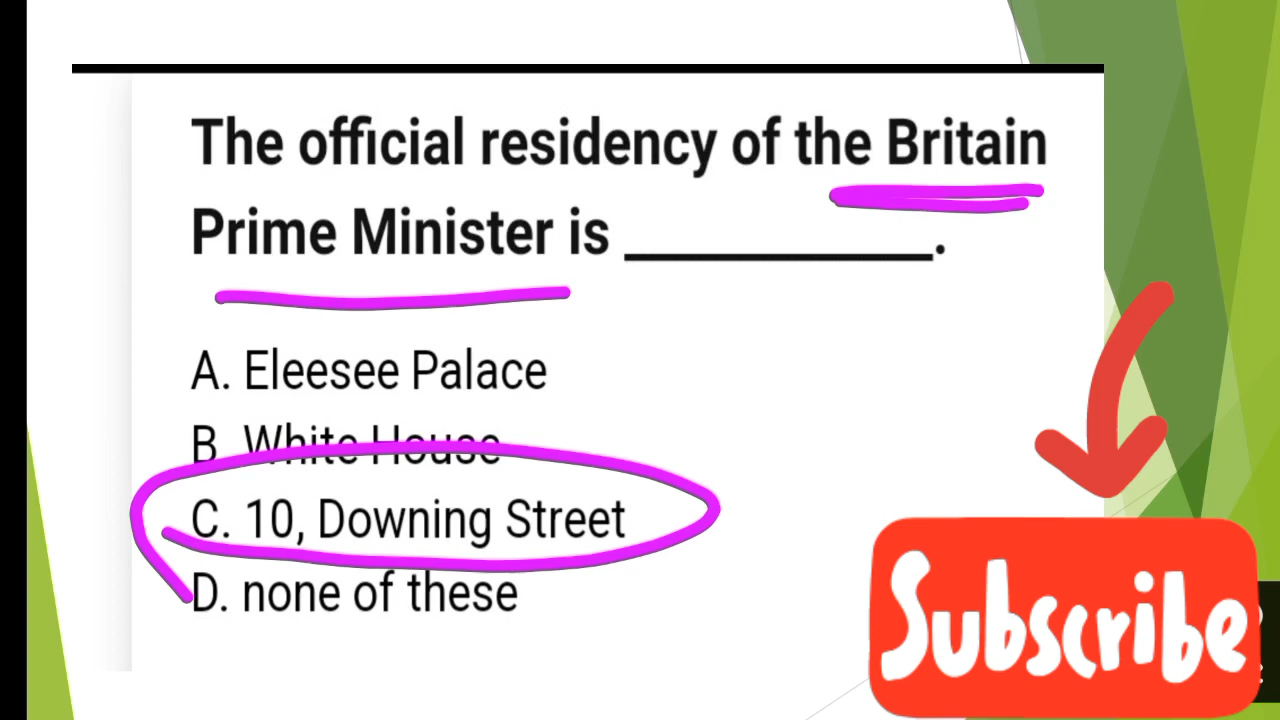 The official residency of the Britain
Prime Minister is __________.
A. Eleesee Palace
B. White House
C. 10, Downing Street
D. none of these
Subscribe